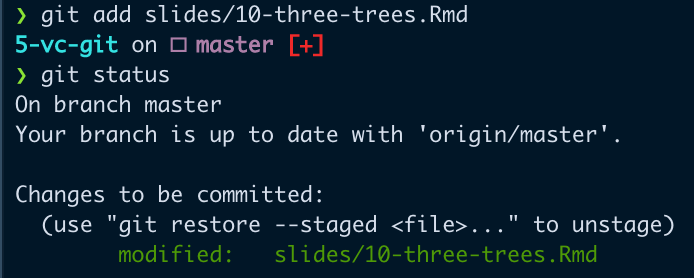 ❯ git add slides/10-three-trees.Rmd
5-vc-git on □ master [+]
❯ git status
On branch master
Your branch is up to date with 'origin/master'.
Changes to be committed:
(use "git restore --staged <file>..." to unstage)
modified: slides/10-three-trees.Rmd